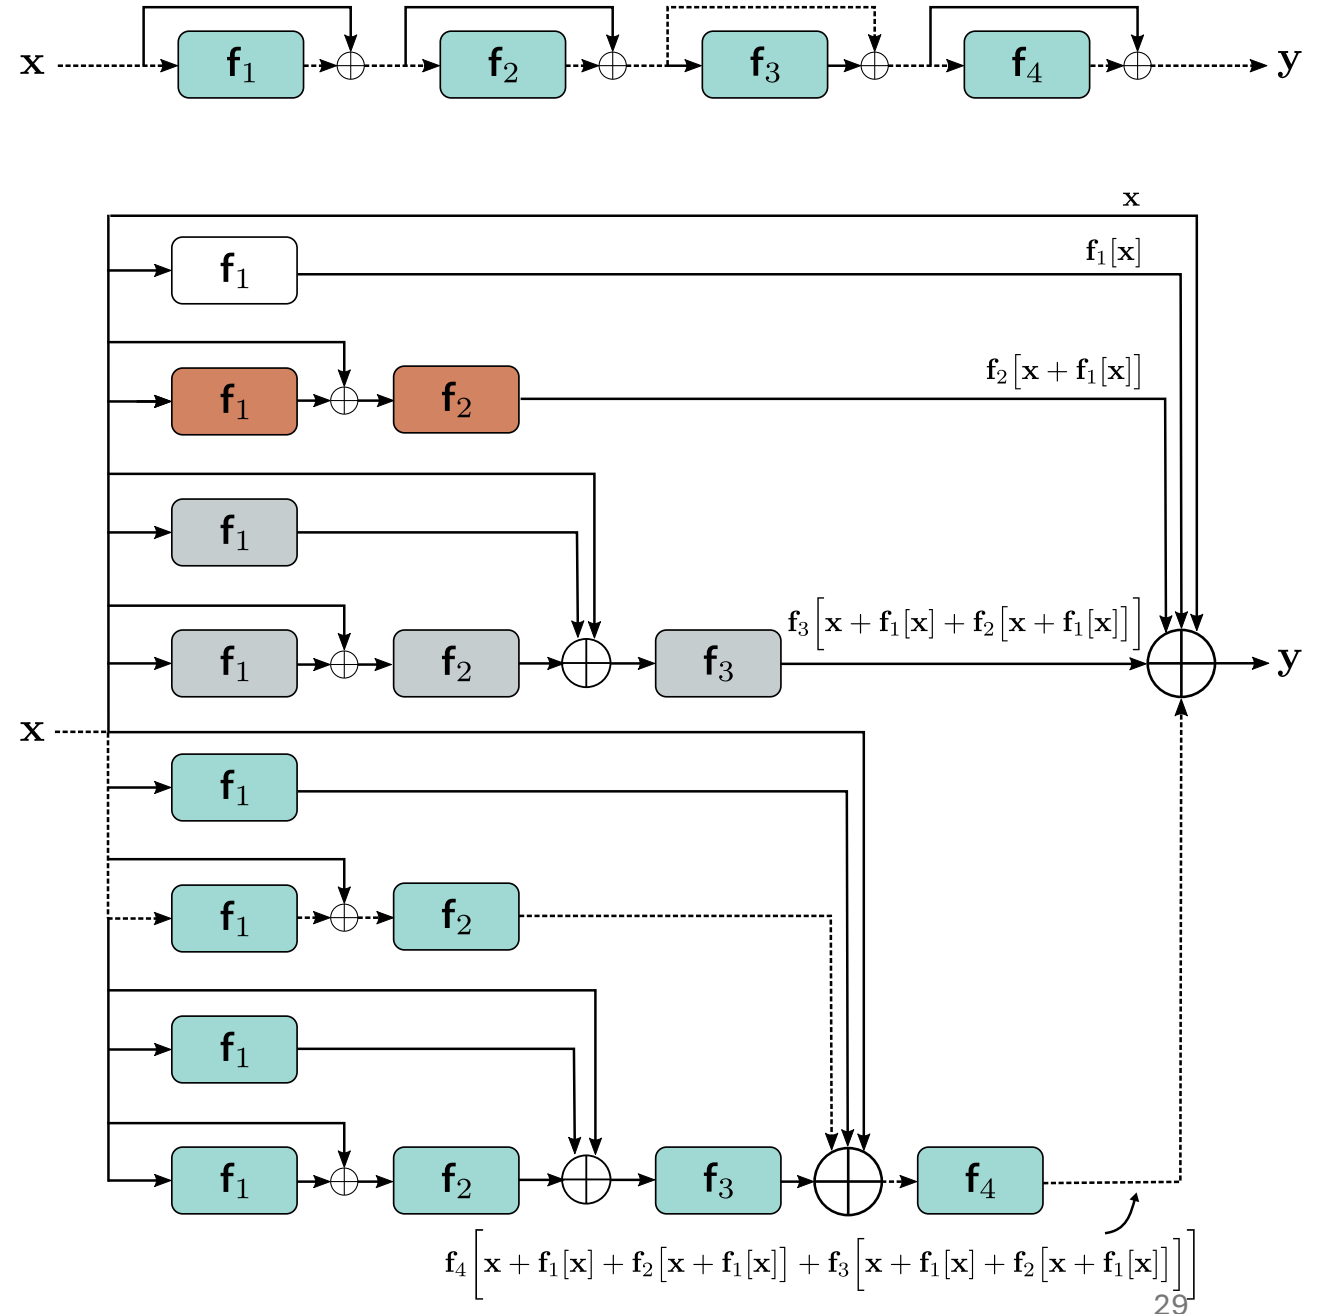 x f₁ f₂ f₃ f₄ y
x
f₁[x]
f₁
f₂[x + f₁[x]]
f₁ f₂
f₁
f₃[x + f₁[x] + f₂[x + f₁[x]]]
f₁ f₂ f₃ y
x
f₁
f₁ f₂
f₁
f₁ f₂ f₃ f₄
f₄[x + f₁[x] + f₂[x + f₁[x]] + f₃[x + f₁[x] + f₂[x + f₁[x]]]]
29